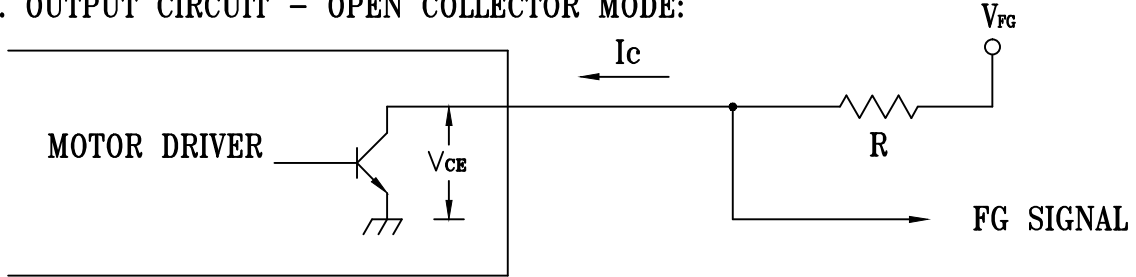 . OUTPUT CIRCUIT – OPEN COLLECTOR MODE:
VFG
Ic
MOTOR DRIVER
VCE
R
FG SIGNAL